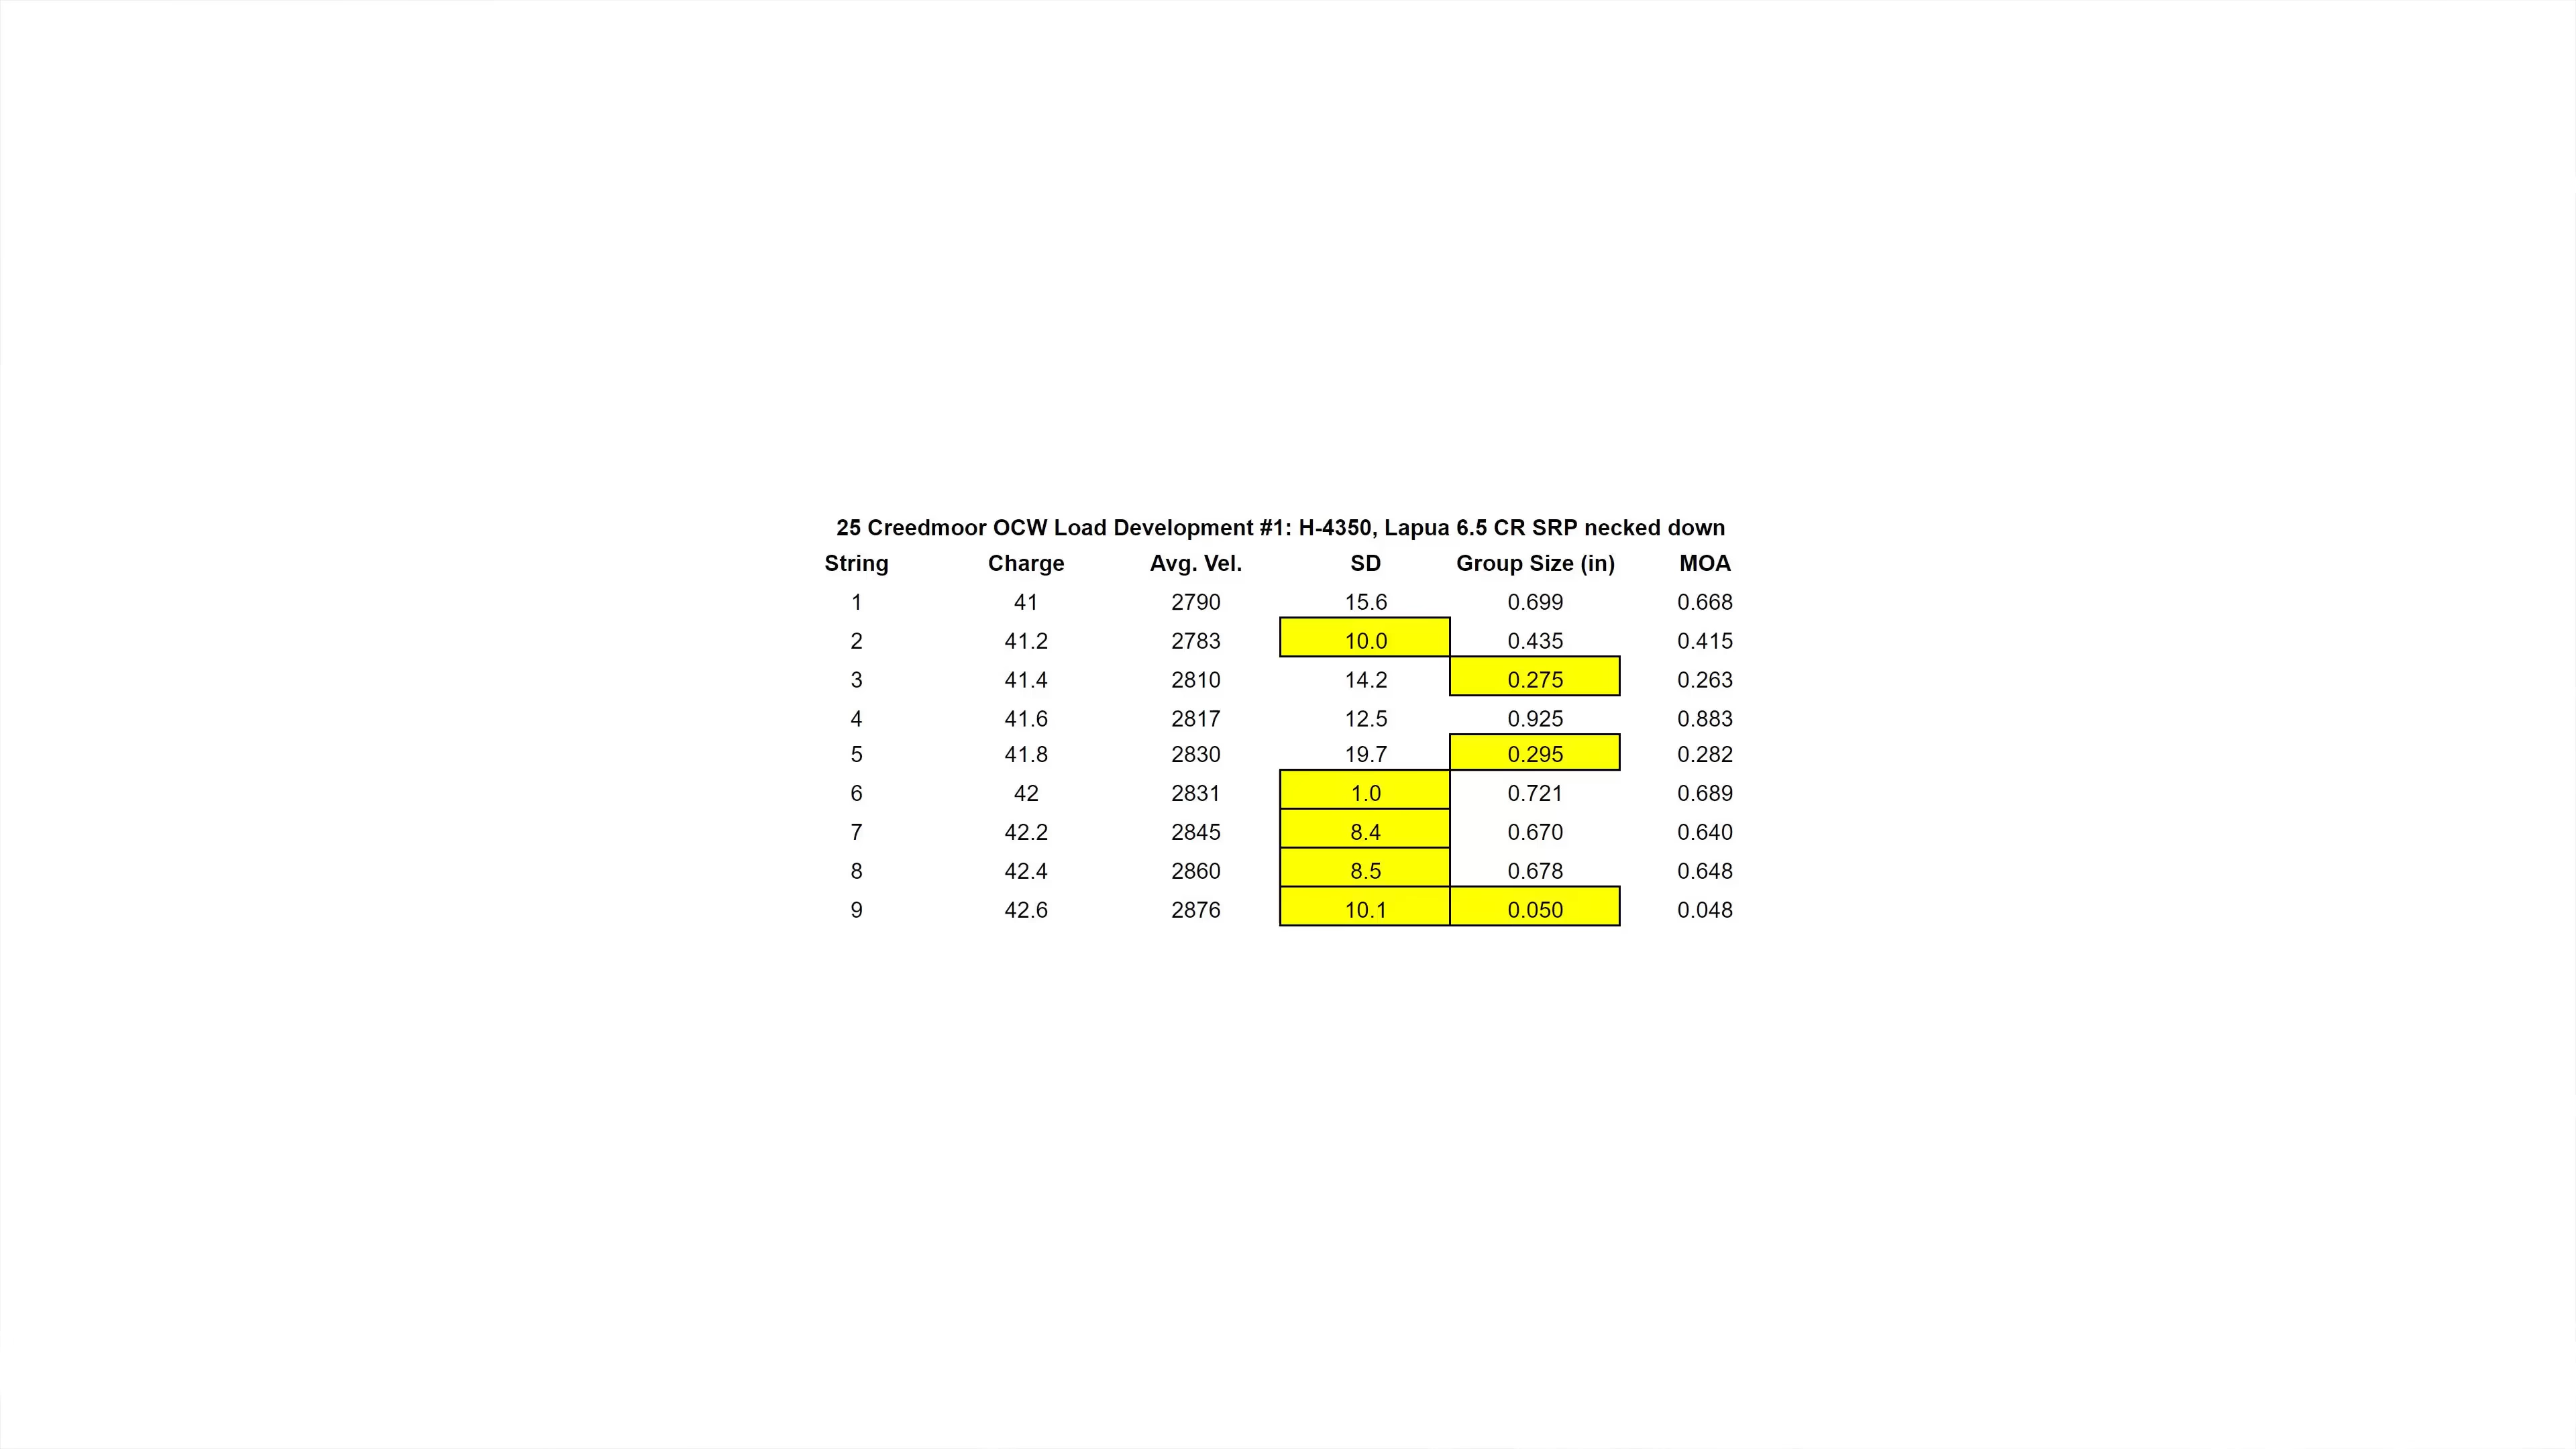 25 Creedmoor OCW Load Development #1: H-4350, Lapua 6.5 CR SRP necked down
String Charge Avg. Vel. SD Group Size (in) MOA
1 41 2790 15.6 0.699 0.668
2 41.2 2783 10.0 0.435 0.415
3 41.4 2810 14.2 0.275 0.263
4 41.6 2817 12.5 0.925 0.883
5 41.8 2830 19.7 0.295 0.282
6 42 2831 1.0 0.721 0.689
7 42.2 2845 8.4 0.670 0.640
8 42.4 2860 8.5 0.678 0.648
9 42.6 2876 10.1 0.050 0.048